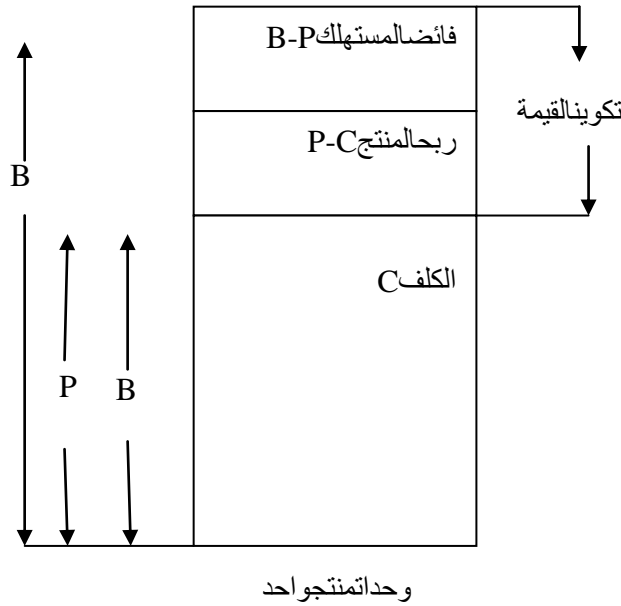 فائضالمستهلكB-P
تكوينالقيمة
ربحالمنتجP-C
B
الكلفC
P
B
وحداتمنتجواحد